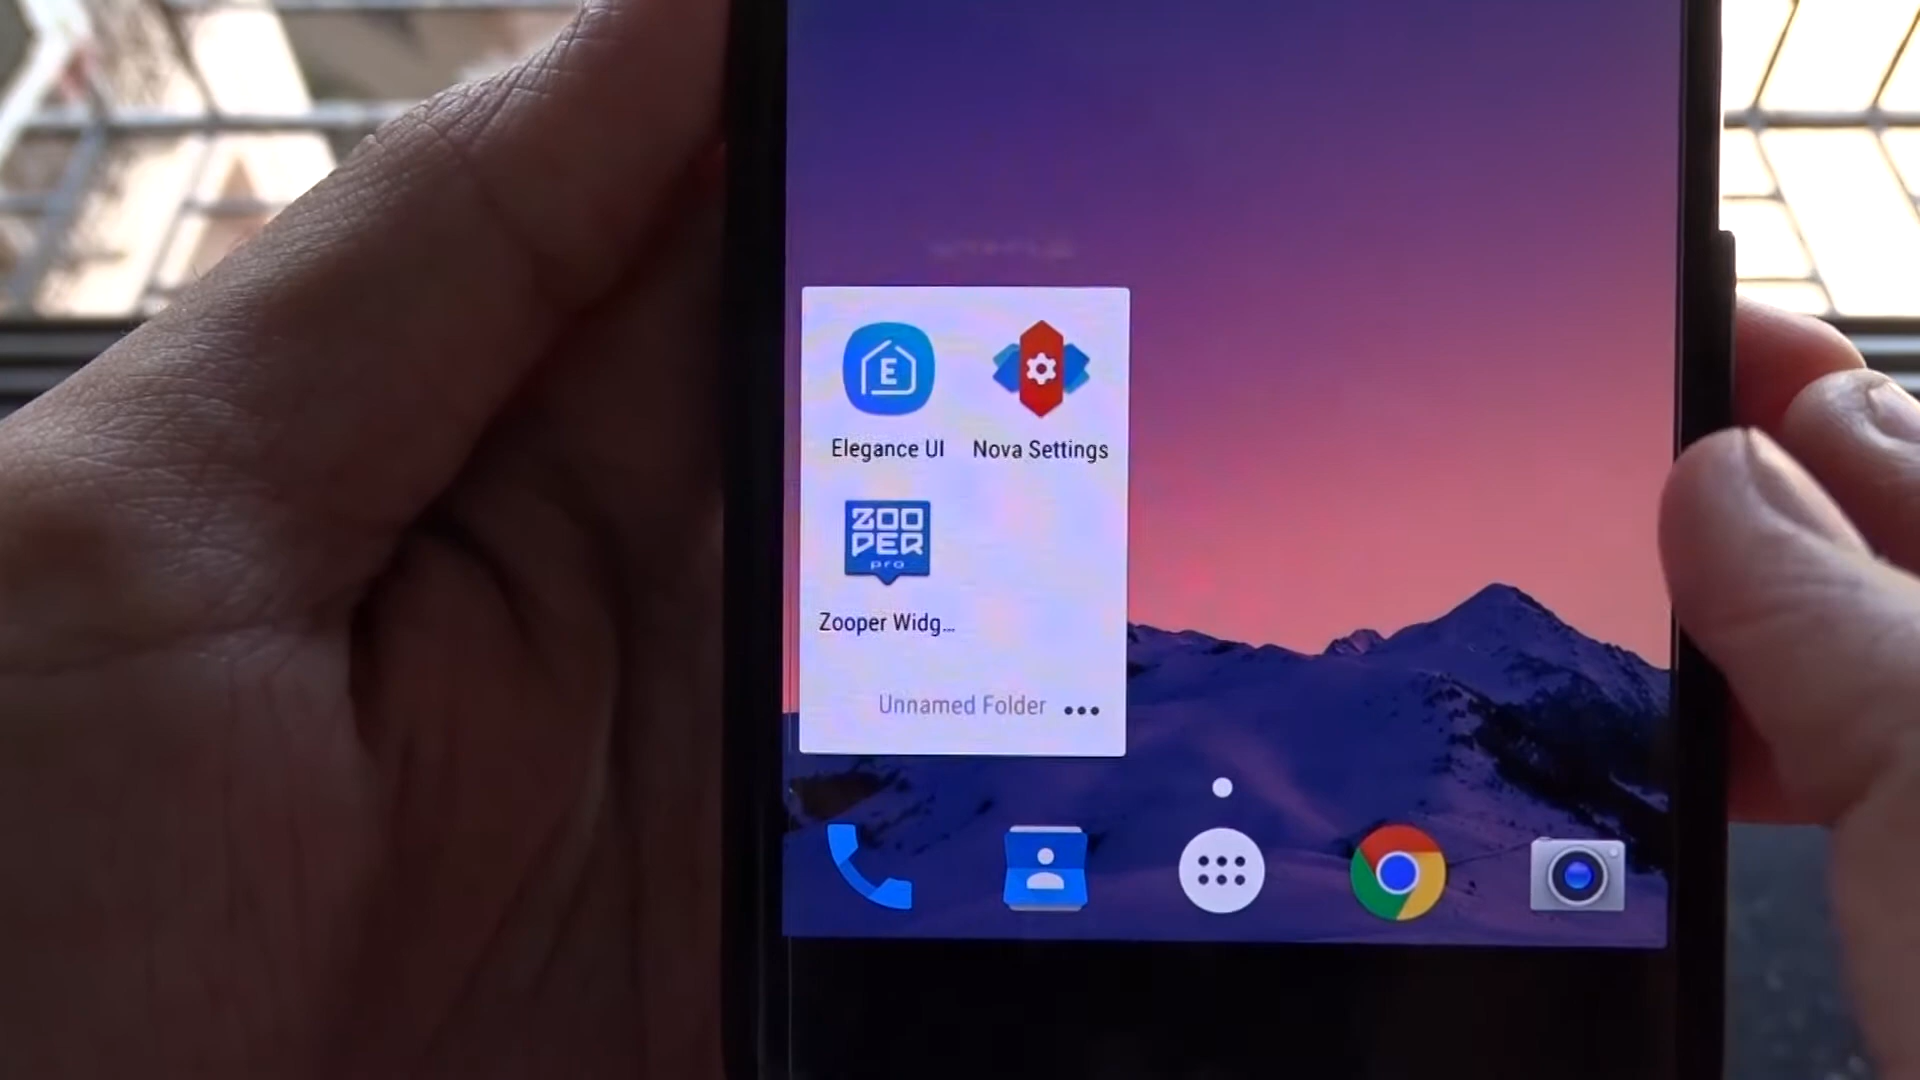 E
Elegance UI
Nova Settings
ZOO
PER
pro
Zooper Widg...
Unnamed Folder